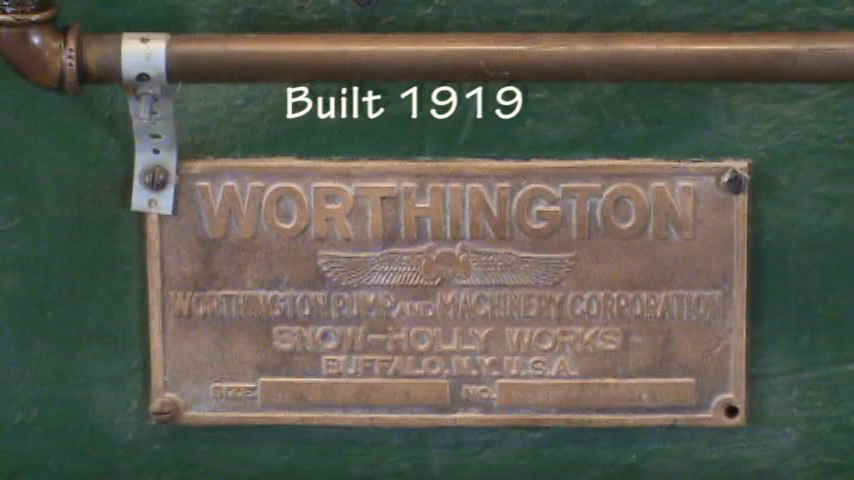 Built 1919
WORTHINGTON
WORTHINGTON PUMP AND MACHINERY CORPORATION
SNOW-HOLLY WORKS
BUFFALO, N.Y. U.S.A.
SIZE NO.